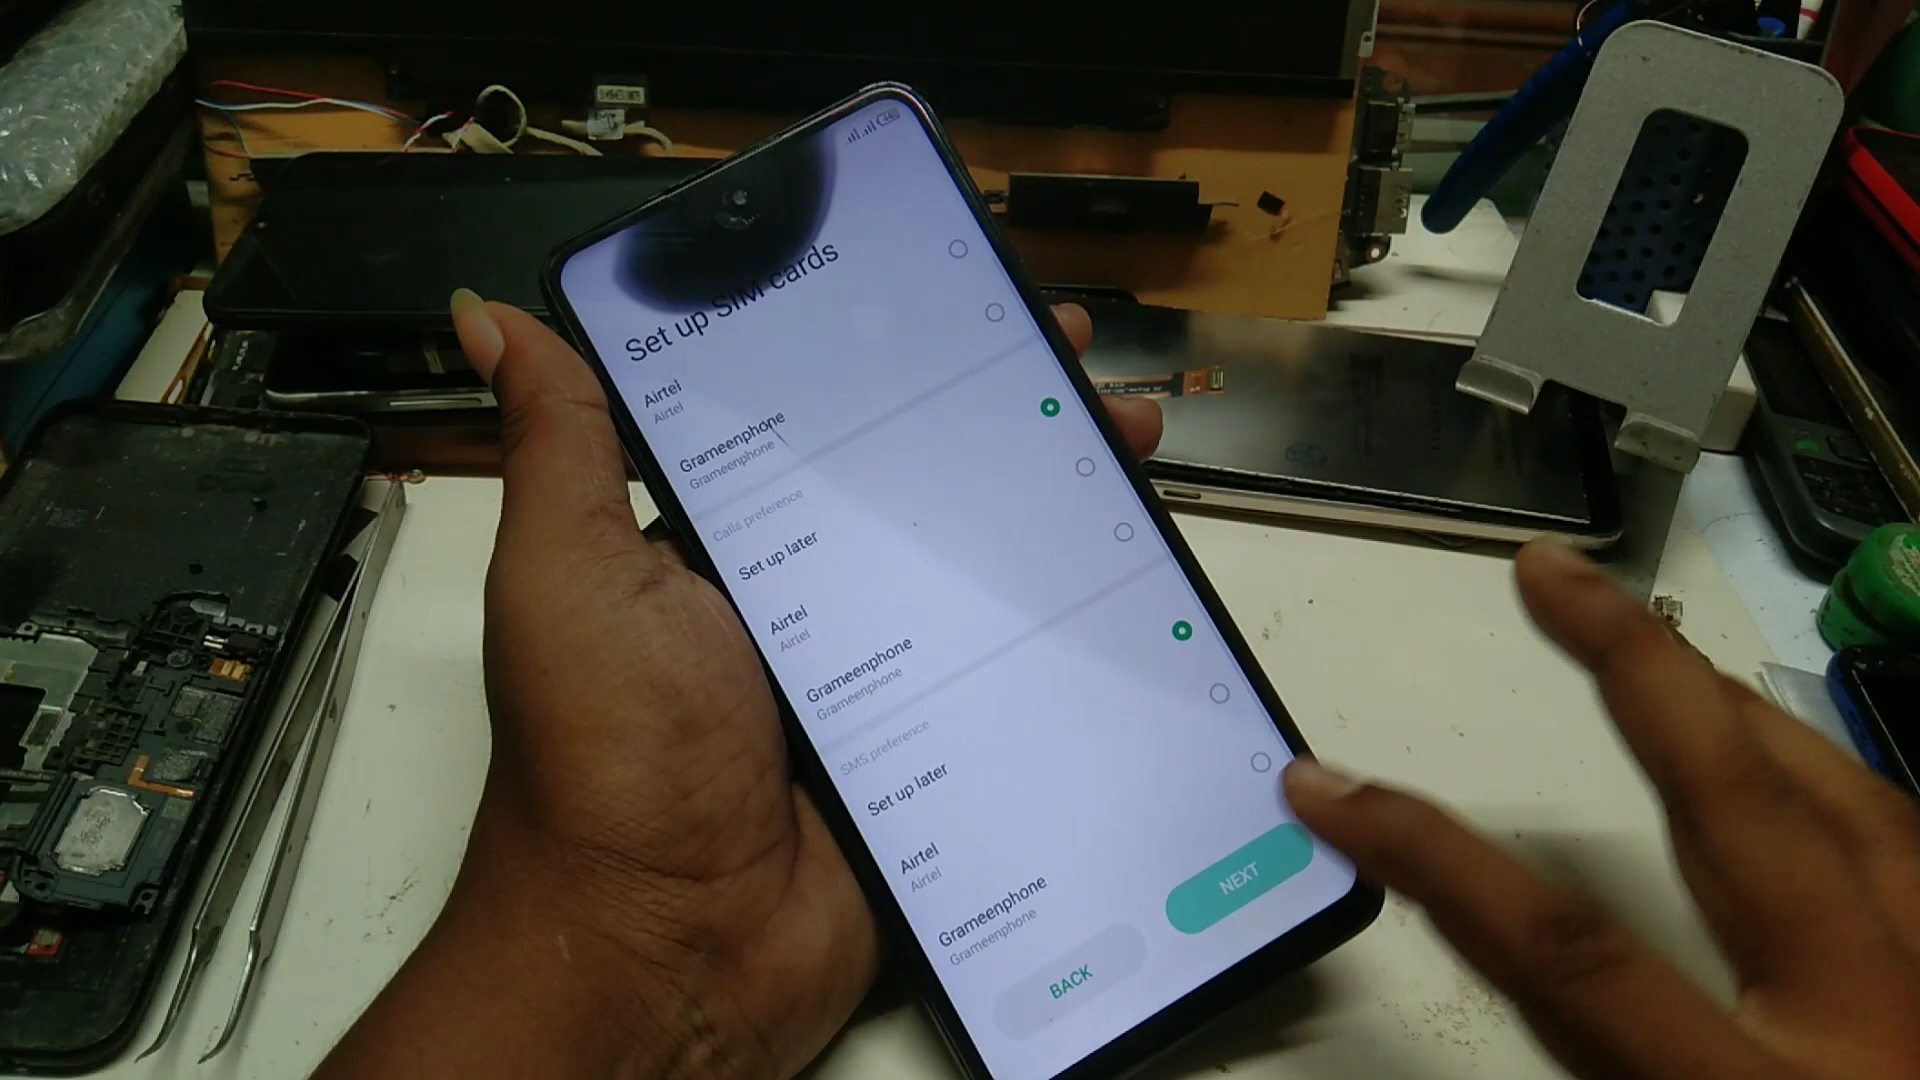 Set up SIM cards
Airtel
Airtel
Grameenphone
Grameenphone
Calls preference
Set up later
Airtel
Airtel
Grameenphone
Grameenphone
SMS preference
Set up later
Airtel
Airtel
Grameenphone
Grameenphone
BACK
NEXT